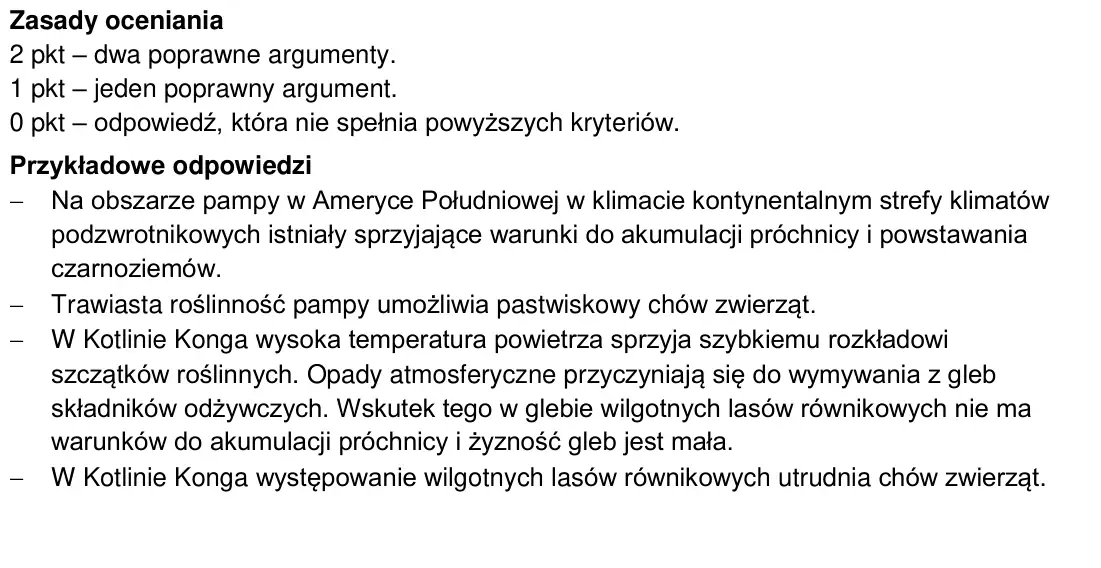 Zasady oceniania
2 pkt – dwa poprawne argumenty.
1 pkt – jeden poprawny argument.
0 pkt – odpowiedź, która nie spełnia powyższych kryteriów.
Przykładowe odpowiedzi
– Na obszarze pampy w Ameryce Południowej w klimacie kontynentalnym strefy klimatów
podzwrotnikowych istniały sprzyjające warunki do akumulacji próchnicy i powstawania
czarnoziemów.
– Trawiasta roślinność pampy umożliwia pastwiskowy chów zwierząt.
– W Kotlinie Konga wysoka temperatura powietrza sprzyja szybkiemu rozkładowi
szczątków roślinnych. Opady atmosferyczne przyczyniają się do wymywania z gleb
składników odżywczych. Wskutek tego w glebie wilgotnych lasów równikowych nie ma
warunków do akumulacji próchnicy i żyzność gleb jest mała.
– W Kotlinie Konga występowanie wilgotnych lasów równikowych utrudnia chów zwierząt.